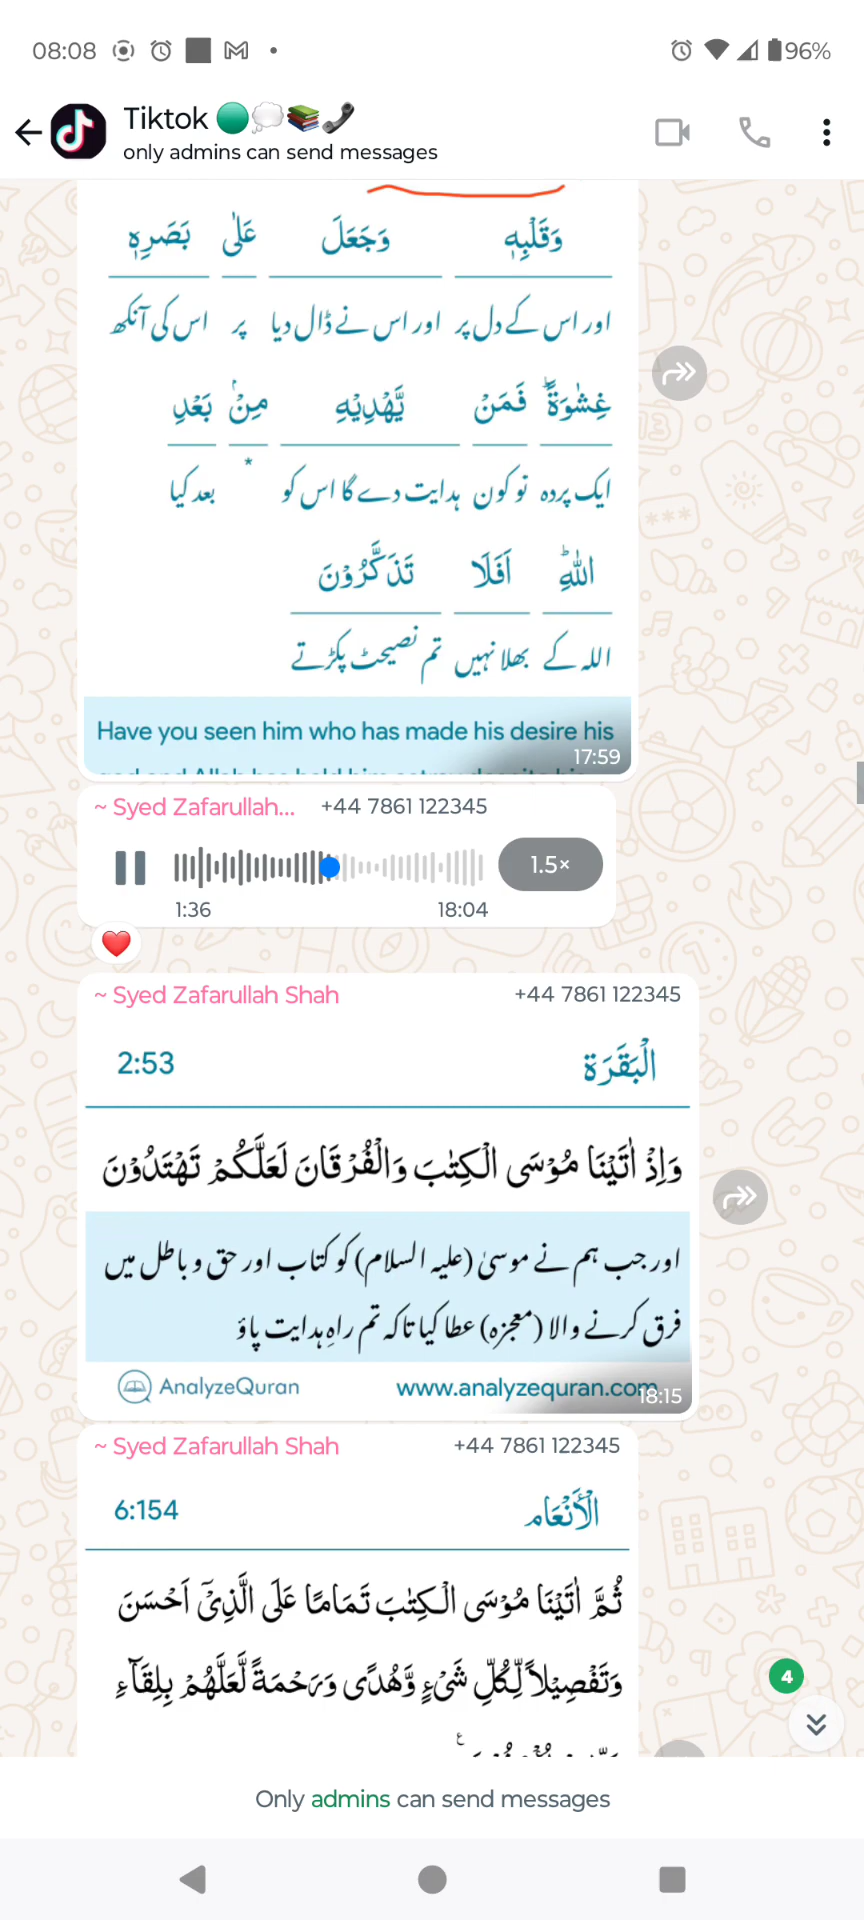 08:08
96%
Tiktok
only admins can send messages
وَقَلْبِهٖ وَجَعَلَ عَلٰى بَصَرِهٖ
اور اس کے دل پر اور اس نے ڈال دیا پر اس کی آنکھ
غِشٰوَةً ؕ فَمَنْ يَّهْدِيْهِ مِنْۢ بَعْدِ
ایک پردہ تو کون ہدایت دے گا اس کو * بعد کیا
اللّٰهِ ؕ اَفَلَا تَذَكَّرُوْنَ
اللہ کے بھلا نہیں تم نصیحت پکڑتے
Have you seen him who has made his desire his
17:59
~ Syed Zafarullah... +44 7861 122345
1.5×
1:36 18:04
~ Syed Zafarullah Shah +44 7861 122345
2:53 الْبَقَرَة
وَاِذْ اٰتَيْنَا مُوْسَى الْكِتٰبَ وَالْفُرْقَانَ لَعَلَّكُمْ تَهْتَدُوْنَ
اور جب ہم نے موسیٰ (علیہ السلام) کو کتاب اور حق و باطل میں
فرق کرنے والا (معجزہ) عطا کیا تاکہ تم راہِ ہدایت پاؤ
AnalyzeQuran www.analyzequran.com
18:15
~ Syed Zafarullah Shah +44 7861 122345
6:154 الْأَنْعَام
ثُمَّ اٰتَيْنَا مُوْسَى الْكِتٰبَ تَمَامًا عَلَى الَّذِىْۤ اَحْسَنَ
وَتَفْصِيْلاً لِّكُلِّ شَىْءٍ وَّهُدًى وَرَحْمَةً لَّعَلَّهُمْ بِلِقَآءِ
4
Only admins can send messages